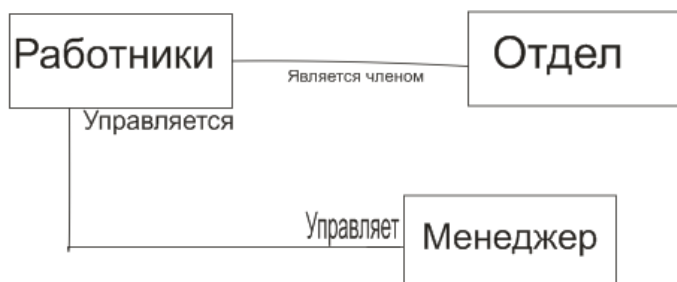 Работники
Является членом
Отдел
Управляется
Управляет
Менеджер